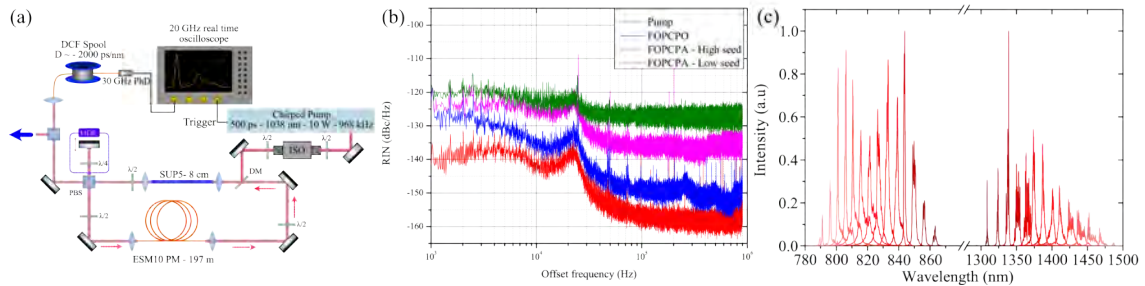 (a)
20 GHz real time
oscilloscope
DCF Spool
D ~ - 2000 ps/nm
30 GHz PhD
Trigger
Chirped Pump
500 ps - 1038 nm - 10 W - 968 kHz
λ/2
ISO
λ/2
λ/4
PBS
λ/2
SUP5- 8 cm
DM
λ/2
λ/2
ESM10 PM - 197 m
(b)
-90
-100
-115
-127
-140
-150
-160
RIN (dBc/Hz)
Pump
FOPCPO
FOPCPA - High seed
FOPCPA - Low seed
Offset frequency (Hz)
(c)
1.0
0.8
0.6
0.4
0.2
0.0
Intensity (a.u)
780 800 820 840 860 1300 1350 1400 1450 1500
Wavelength (nm)